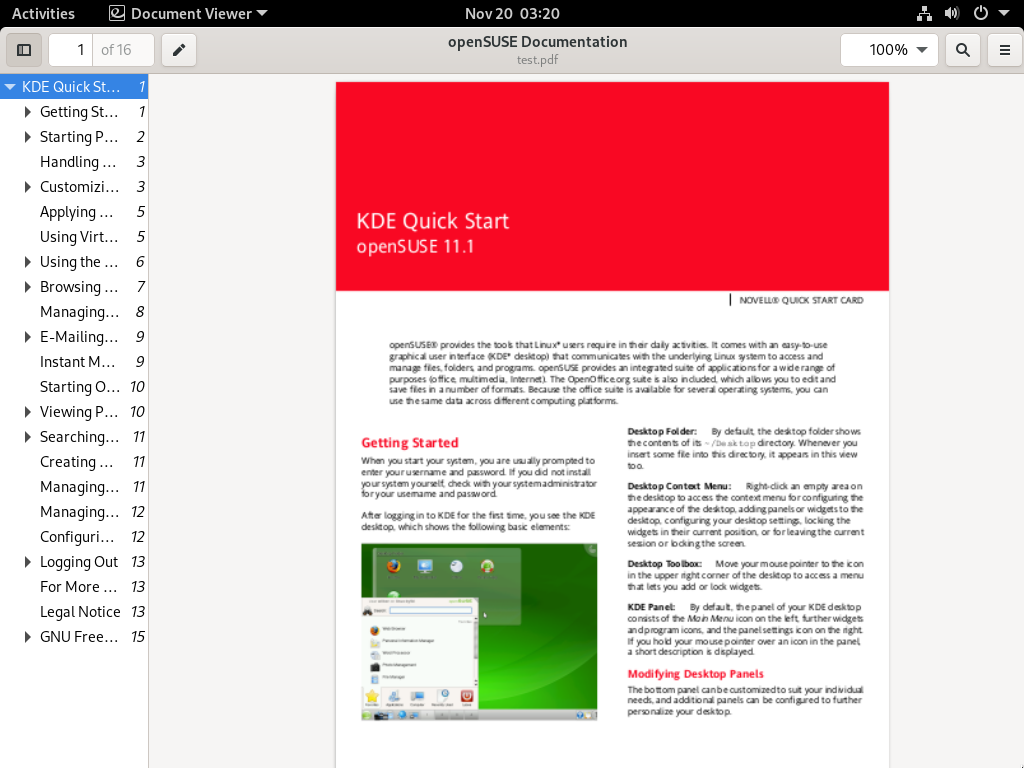 Activities
Document Viewer
Nov 20 03:20
1 of 16
openSUSE Documentation
test.pdf
100%
KDE Quick St... 1
Getting St... 1
Starting P... 2
Handling ... 3
Customizi... 3
Applying ... 5
Using Virt... 5
Using the ... 6
Browsing ... 7
Managing... 8
E-Mailing... 9
Instant M... 9
Starting O... 10
Viewing P... 10
Searching... 11
Creating ... 11
Managing... 11
Managing... 12
Configuri... 12
Logging Out 13
For More ... 13
Legal Notice 13
GNU Free... 15
KDE Quick Start
openSUSE 11.1
NOVELL® QUICK START CARD
openSUSE® provides the tools that Linux* users require in their daily activities. It comes with an easy-to-use
graphical user interface (KDE* desktop) that communicates with the underlying Linux system to access and
manage files, folders, and programs. openSUSE provides an integrated suite of applications for a wide range of
purposes (office, multimedia, Internet). The OpenOffice.org suite is also included, which allows you to edit and
save files in a number of formats. Because the office suite is available for several operating systems, you can
use the same data across different computing platforms.
Getting Started
When you start your system, you are usually prompted to
enter your username and password. If you did not install
your system yourself, check with your system administrator
for your username and password.
After logging in to KDE for the first time, you see the KDE
desktop, which shows the following basic elements:
Search:
Web Browser
Personal Information Manager
Word Processor
Photo Management
File Manager
Desktop Folder: By default, the desktop folder shows
the contents of its ~/Desktop directory. Whenever you
insert some file into this directory, it appears in this view
too.
Desktop Context Menu: Right-click an empty area on
the desktop to access the context menu for configuring the
appearance of the desktop, adding panels or widgets to the
desktop, configuring your desktop settings, locking the
widgets in their current position, or for leaving the current
session or locking the screen.
Desktop Toolbox: Move your mouse pointer to the icon
in the upper right corner of the desktop to access a menu
that lets you add or lock widgets.
KDE Panel: By default, the panel of your KDE desktop
consists of the Main Menu icon on the left, further widgets
and program icons, and the panel settings icon on the right.
If you hold your mouse pointer over an icon in the panel,
a short description is displayed.
Modifying Desktop Panels
The bottom panel can be customized to suit your individual
needs, and additional panels can be configured to further
personalize your desktop.